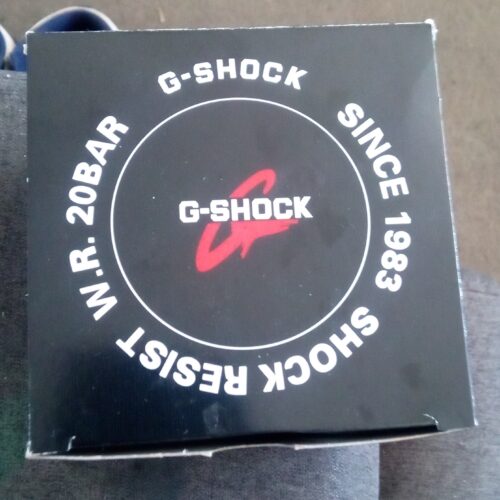 G-SHOCK
SINCE 1983
SHOCK RESIST
W.R. 20BAR
G-SHOCK